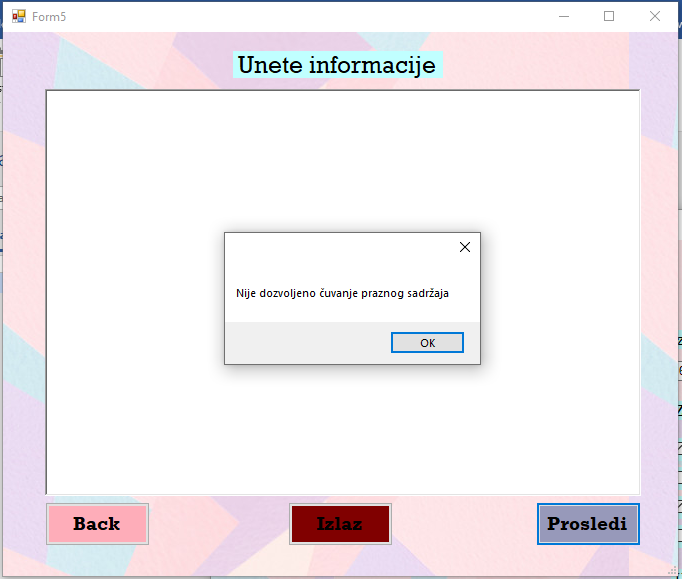 Form5
Unete informacije
Nije dozvoljeno čuvanje praznog sadržaja
OK
Back
Izlaz
Prosledi